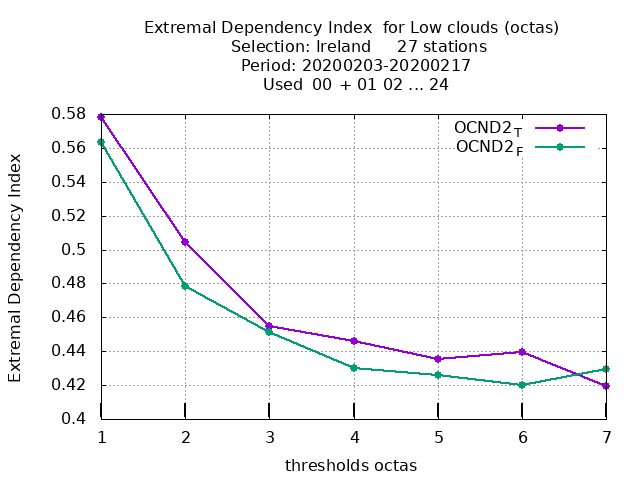 Extremal Dependency Index  for Low clouds (octas)
Selection: Ireland     27 stations
Period: 20200203-20200217
Used  00 + 01 02 ... 24
OCND2T
OCND2F
Extremal Dependency Index
0.58
0.56
0.54
0.52
0.5
0.48
0.46
0.44
0.42
0.4
1 2 3 4 5 6 7
thresholds octas